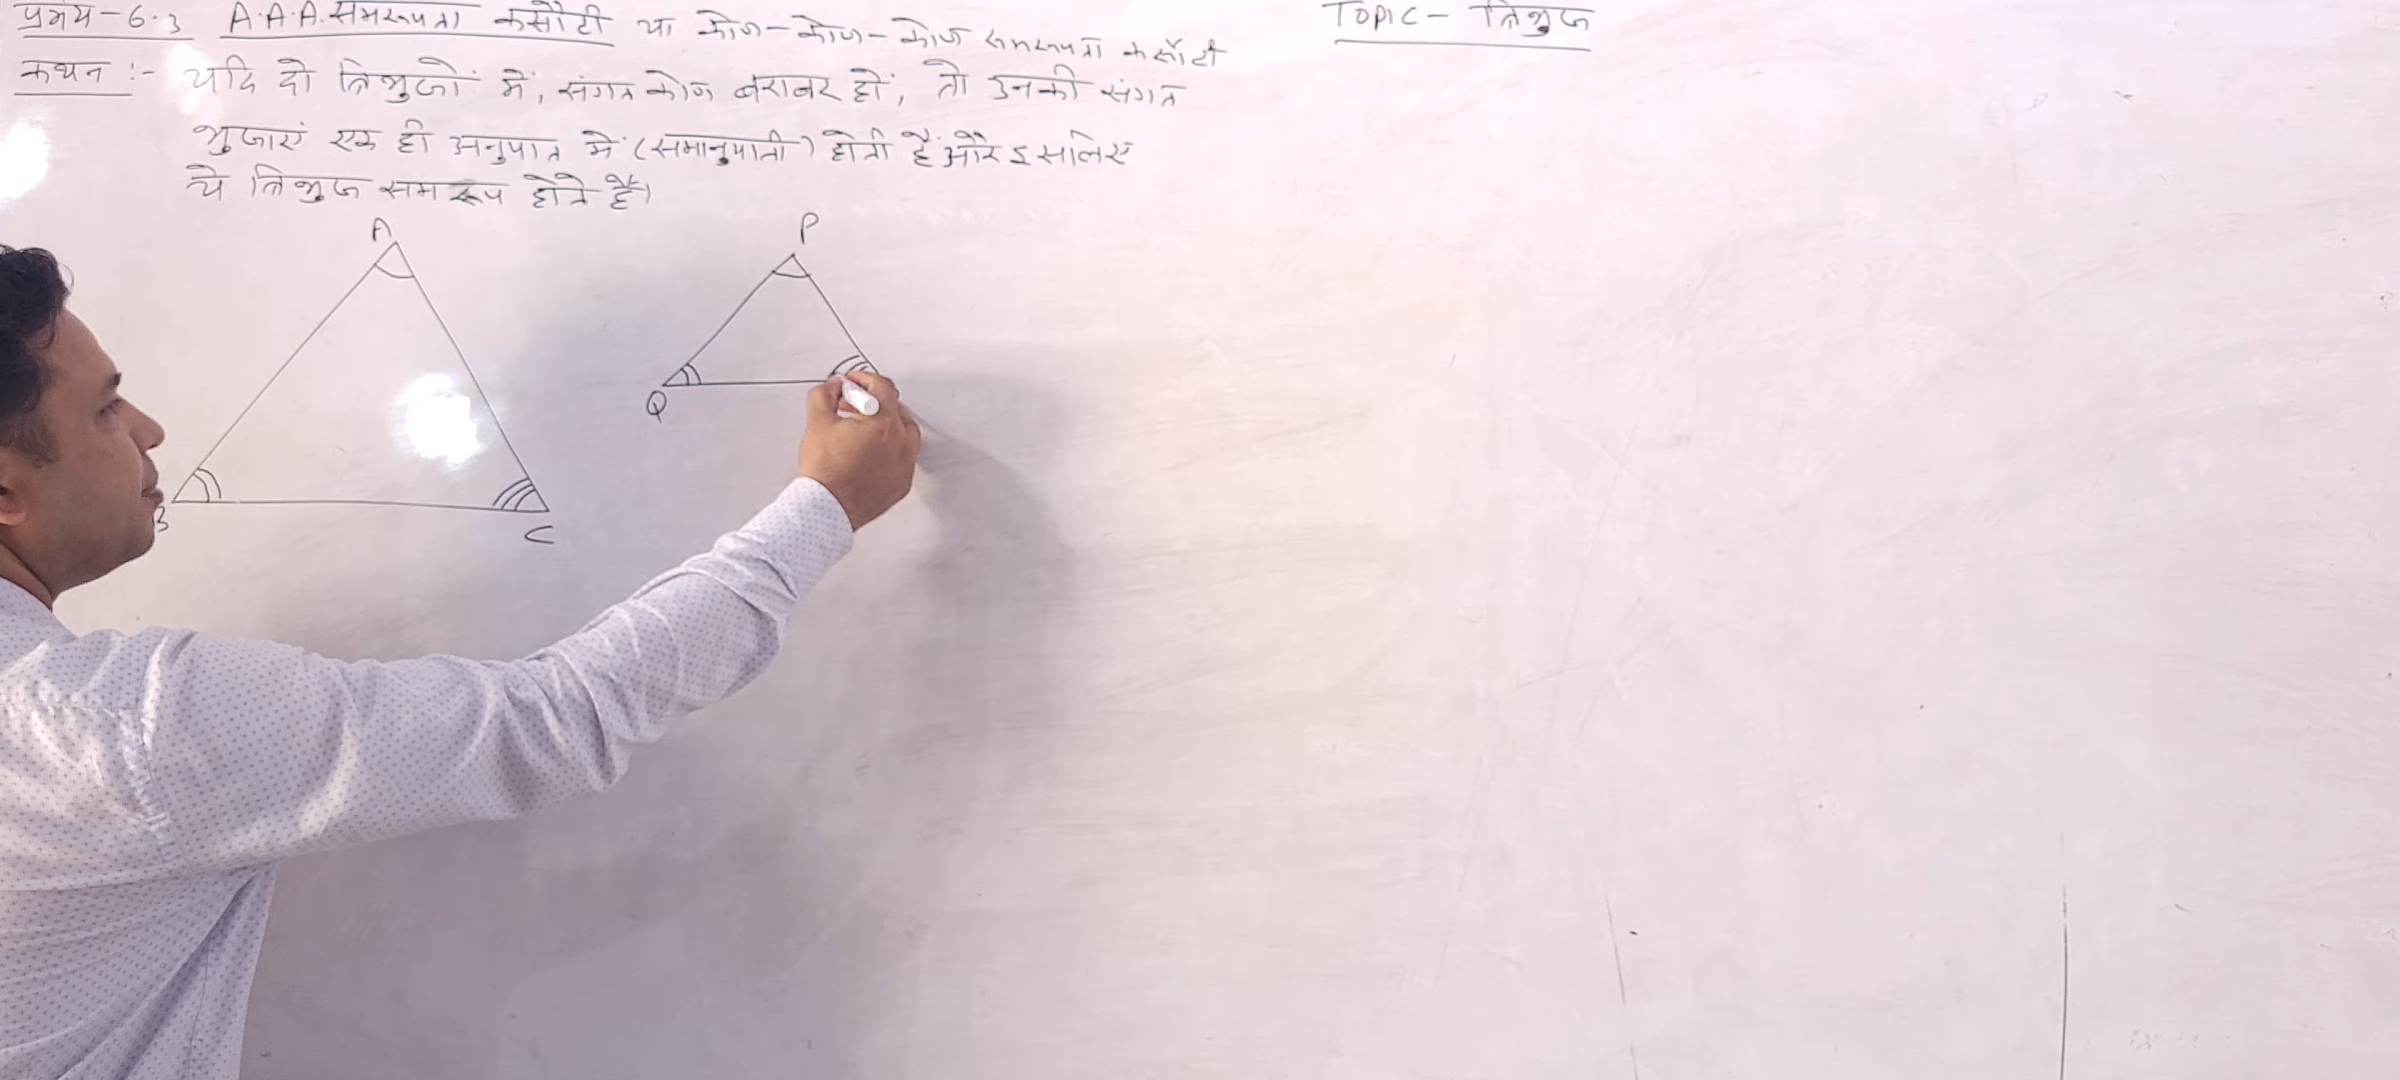 प्रमेय-6.3 A.A.A. समरूपता कसौटी या कोण-कोण-कोण समरूपता कसौटी
Topic- त्रिभुज
कथन :- यदि दो त्रिभुजों में, संगत कोण बराबर हों, तो उनकी संगत
भुजाएं एक ही अनुपात में (समानुपाती) होती हैं और इसलिए
ये त्रिभुज समरूप होते हैं।
A
P
Q
B
C